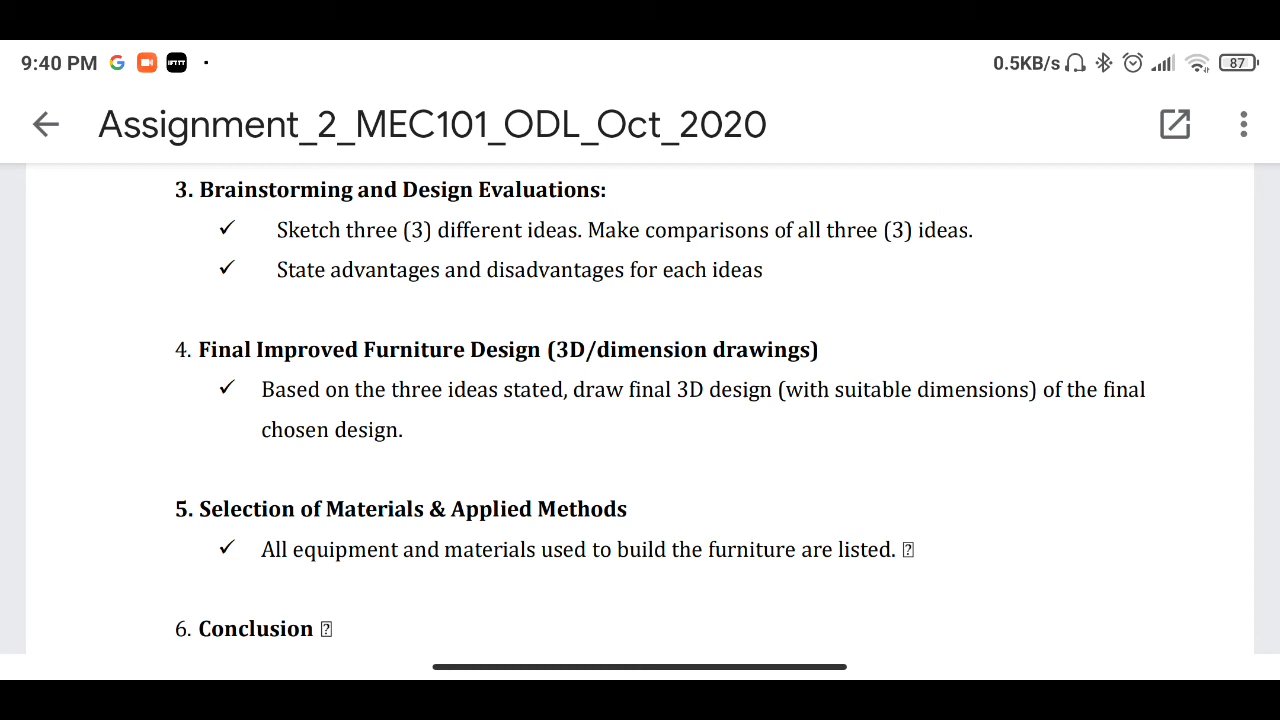 9:40 PM G IFTTT 0.5KB/s 87
Assignment_2_MEC101_ODL_Oct_2020
3. Brainstorming and Design Evaluations:
✓ Sketch three (3) different ideas. Make comparisons of all three (3) ideas.
✓ State advantages and disadvantages for each ideas
4. Final Improved Furniture Design (3D/dimension drawings)
✓ Based on the three ideas stated, draw final 3D design (with suitable dimensions) of the final
chosen design.
5. Selection of Materials & Applied Methods
✓ All equipment and materials used to build the furniture are listed. ⍰
6. Conclusion ⍰